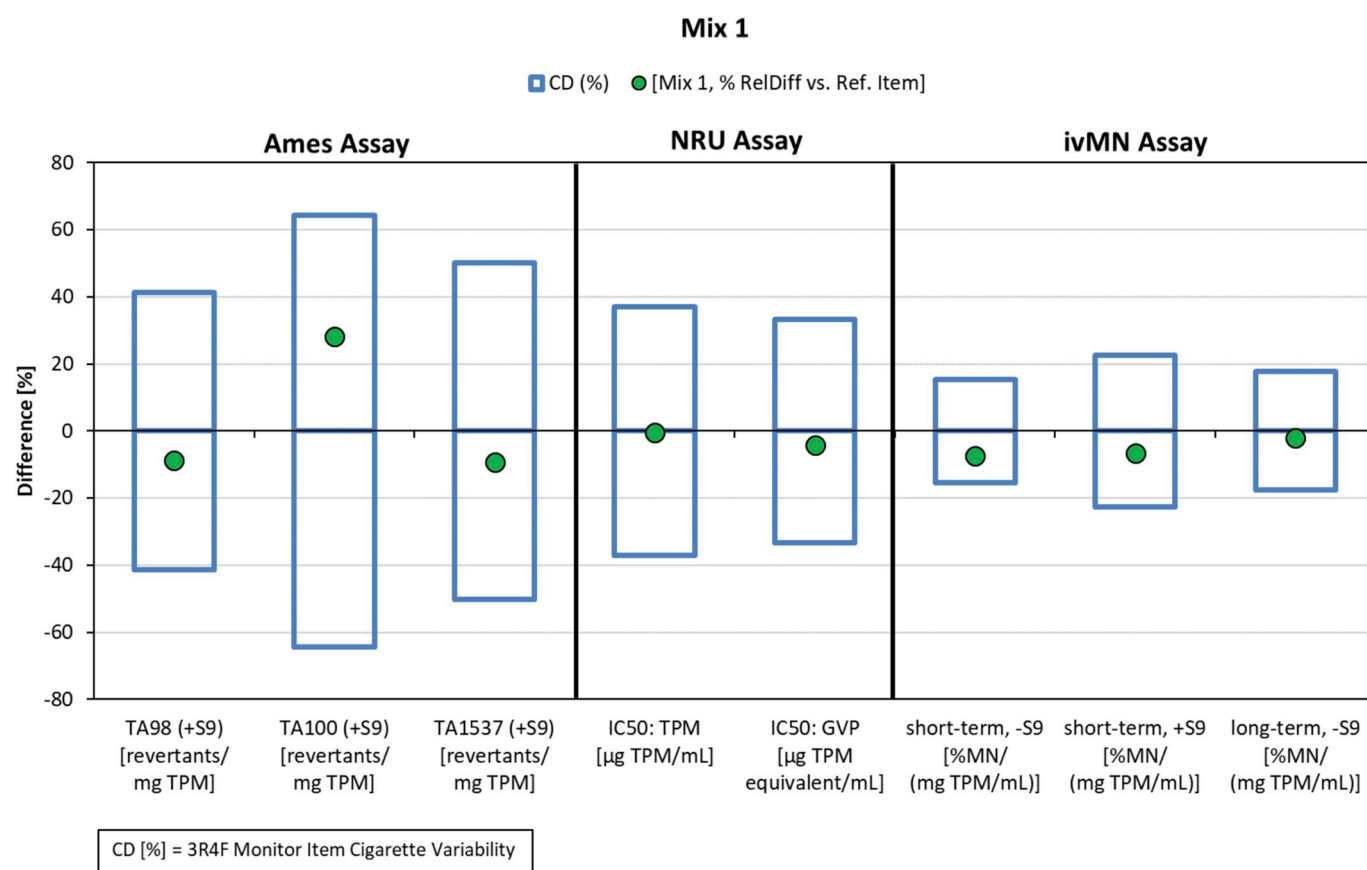 Mix 1
CD (%) [Mix 1, % RelDiff vs. Ref. Item]
Ames Assay NRU Assay ivMN Assay
80
60
40
20
0
-20
-40
-60
-80
Difference [%]
TA98 (+S9)
[revertants/
mg TPM]
TA100 (+S9)
[revertants/
mg TPM]
TA1537 (+S9)
[revertants/
mg TPM]
IC50: TPM
[µg TPM/mL]
IC50: GVP
[µg TPM
equivalent/mL]
short-term, -S9
[%MN/
(mg TPM/mL)]
short-term, +S9
[%MN/
(mg TPM/mL)]
long-term, -S9
[%MN/
(mg TPM/mL)]
CD [%] = 3R4F Monitor Item Cigarette Variability